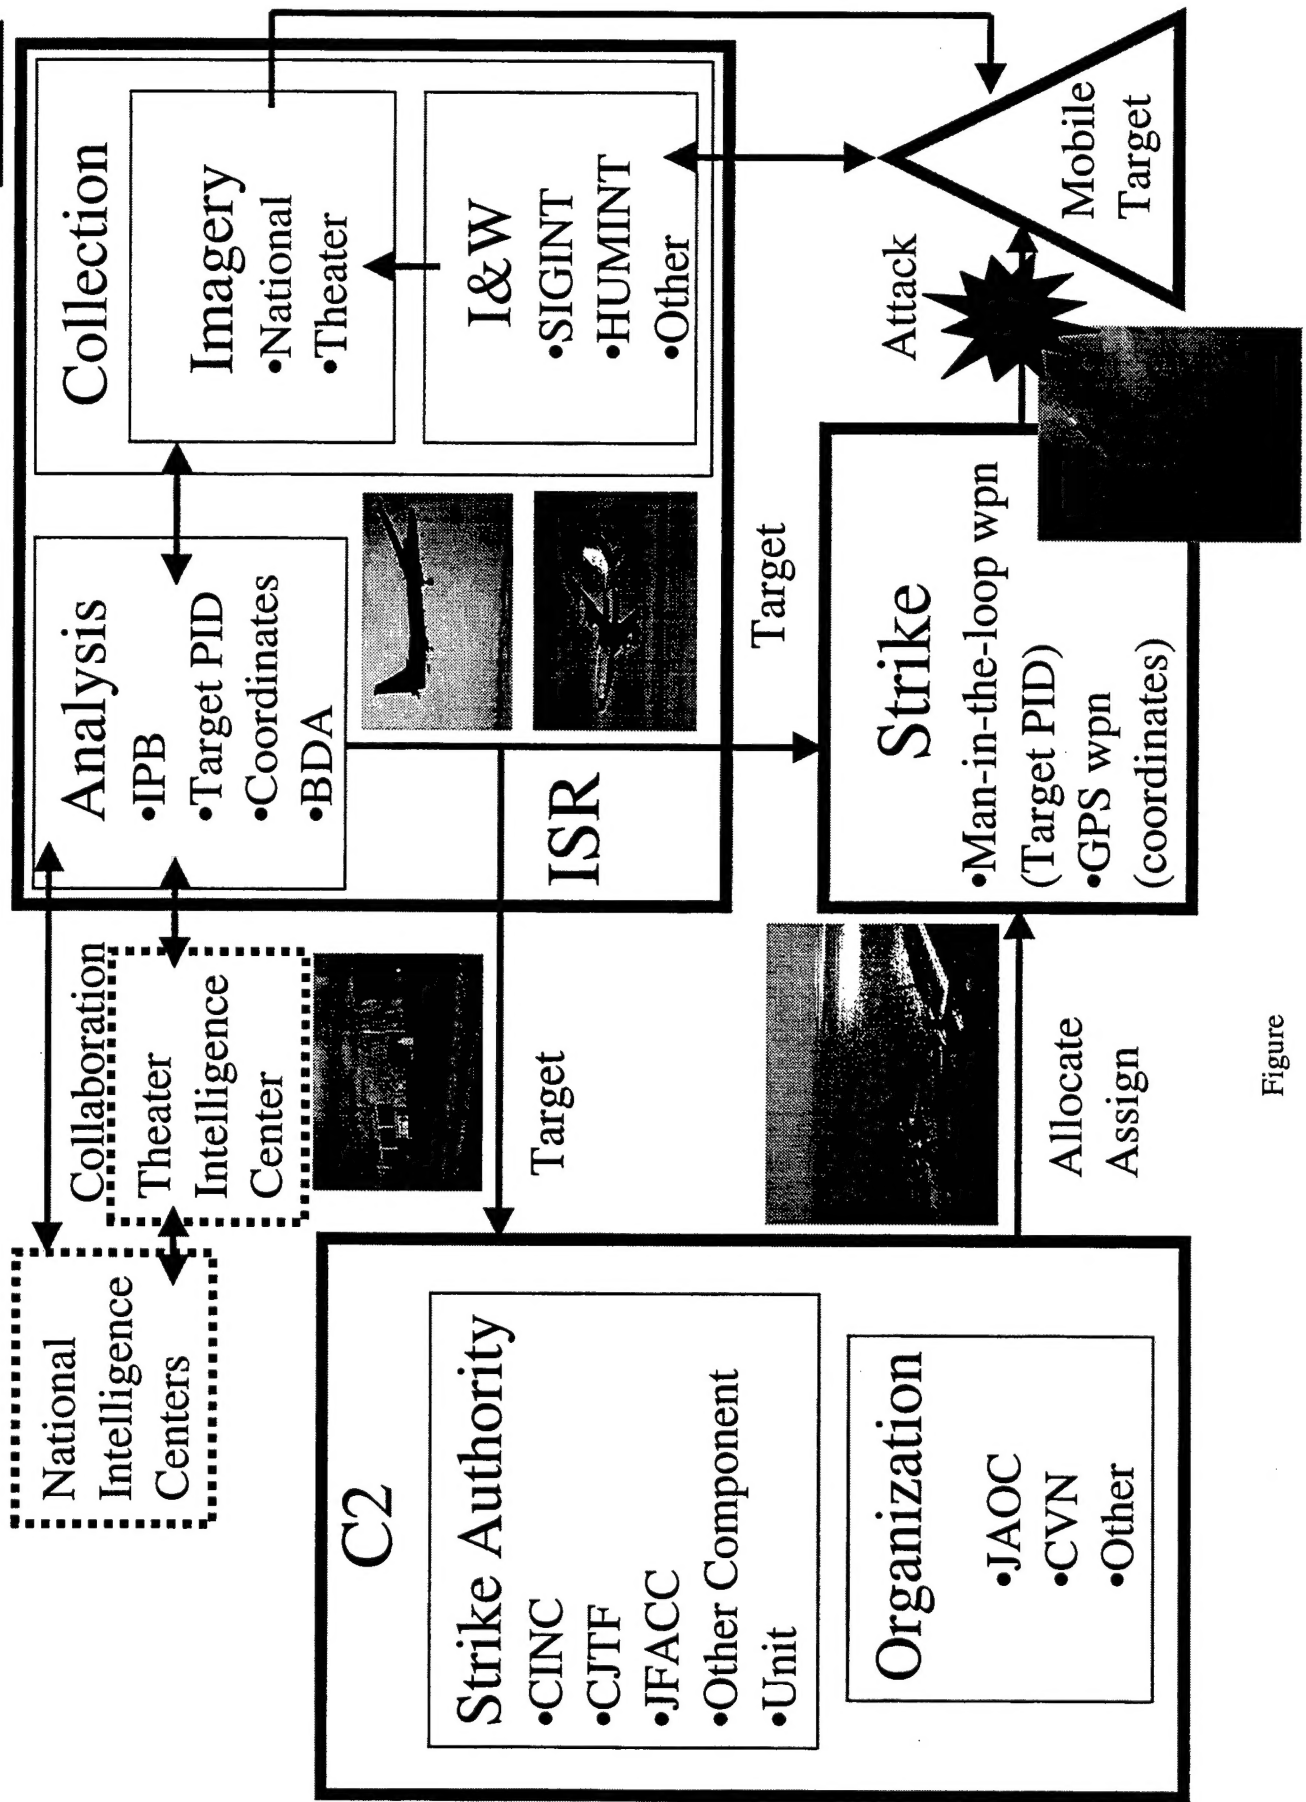 National
Intelligence
Centers
Collaboration
Theater
Intelligence
Center
Analysis
•IPB
•Target PID
•Coordinates
•BDA
Collection
Imagery
•National
•Theater
I&W
•SIGINT
•HUMINT
•Other
ISR
Target
Target
C2
Strike Authority
•CINC
•CJTF
•JFACC
•Other Component
•Unit
Organization
•JAOC
•CVN
•Other
Allocate
Assign
Strike
•Man-in-the-loop wpn
(Target PID)
•GPS wpn
(coordinates)
Attack
Mobile
Target
Figure